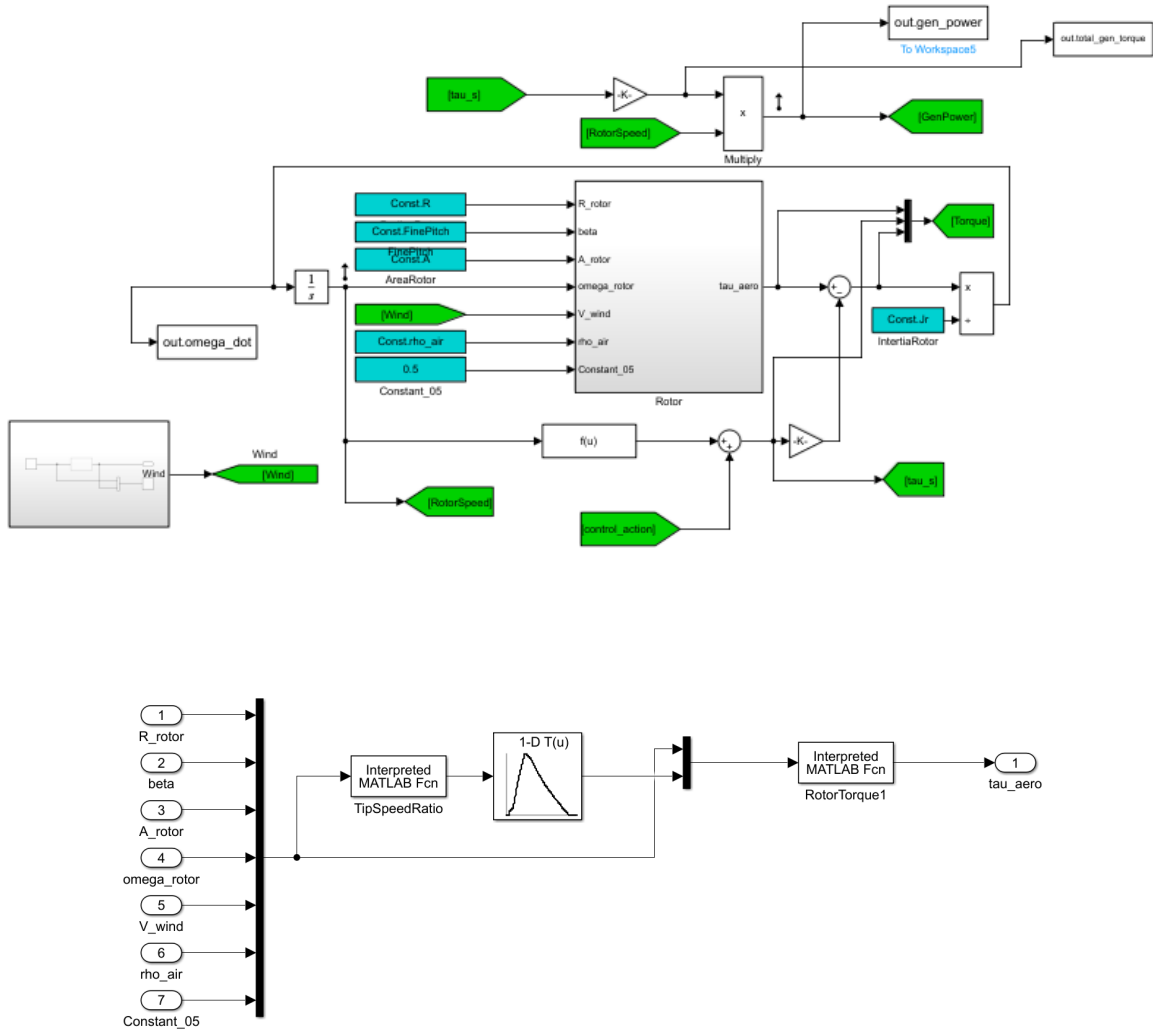 out.gen_power
To Workspace5
out.total_gen_torque
[tau_s]
-K-
x
[RotorSpeed]
[GenPower]
Multiply
Const.R
R_rotor
Const.FinePitch
beta
FinePitch
Const.A
A_rotor
AreaRotor
[Torque]
1
s
omega_rotor
tau_aero
+
−
x
÷
[Wind]
V_wind
Const.Jr
IntertiaRotor
out.omega_dot
Const.rho_air
rho_air
0.5
Constant_05
Constant_05
Rotor
f(u)
+
+
-K-
Wind
Wind
[Wind]
[tau_s]
[RotorSpeed]
[control_action]
1
R_rotor
2
beta
3
A_rotor
4
omega_rotor
5
V_wind
6
rho_air
7
Constant_05
Interpreted
MATLAB Fcn
TipSpeedRatio
1-D T(u)
Interpreted
MATLAB Fcn
RotorTorque1
1
tau_aero